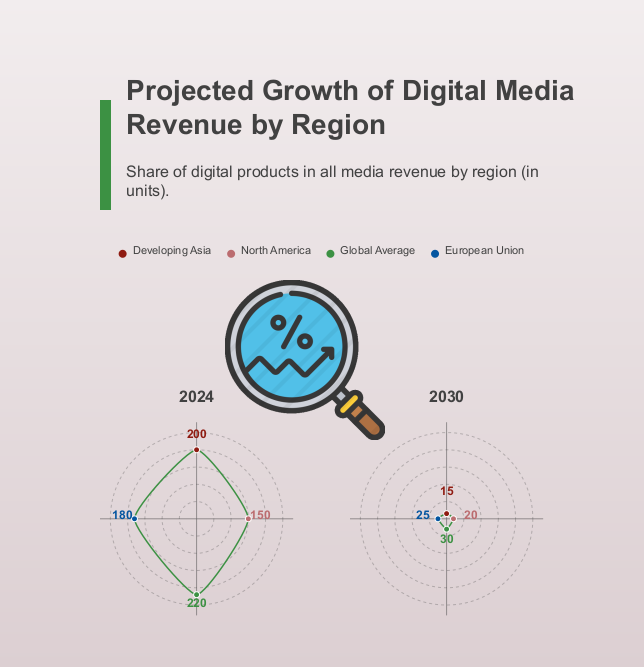 Projected Growth of Digital Media
Revenue by Region
Share of digital products in all media revenue by region (in
units).
Developing Asia North America Global Average European Union
%
2024 2030
200
180 150
220
15
25 20
30